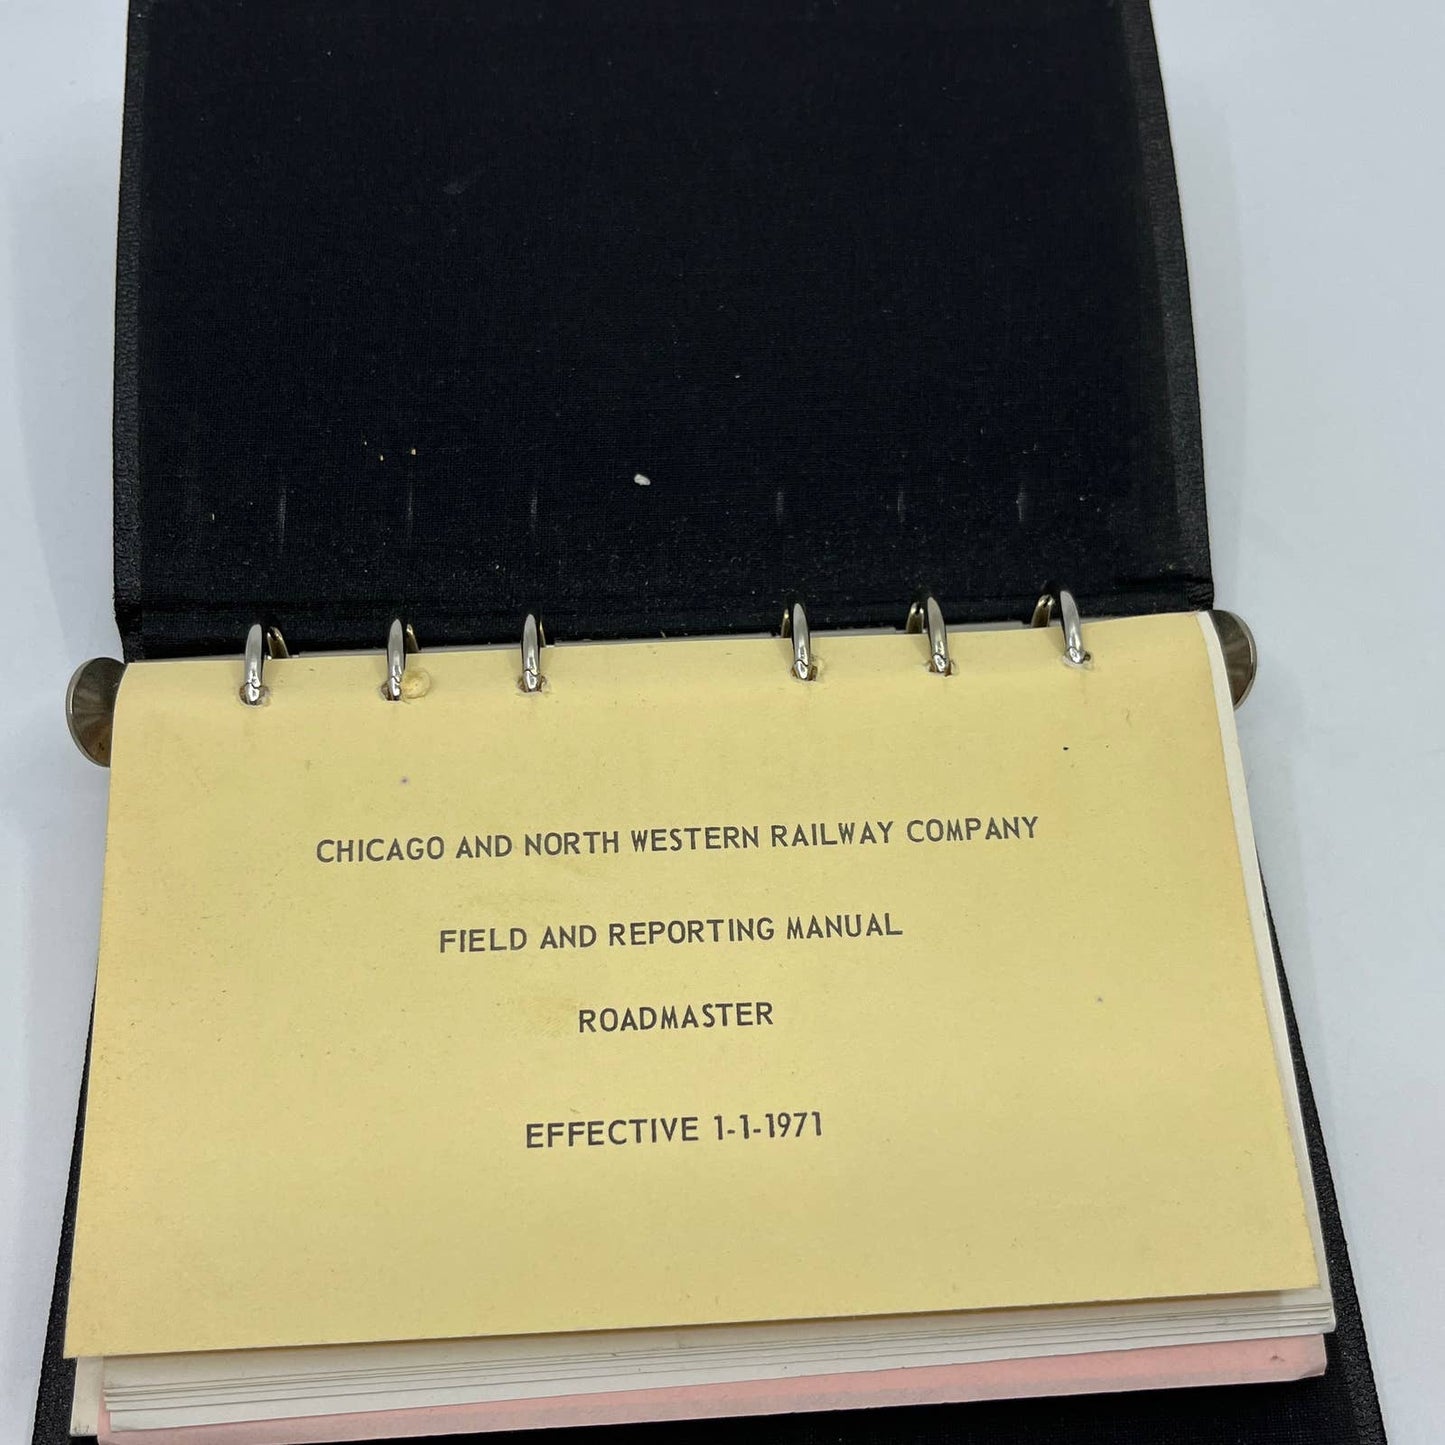 CHICAGO AND NORTH WESTERN RAILWAY COMPANY
FIELD AND REPORTING MANUAL
ROADMASTER
EFFECTIVE 1-1-1971